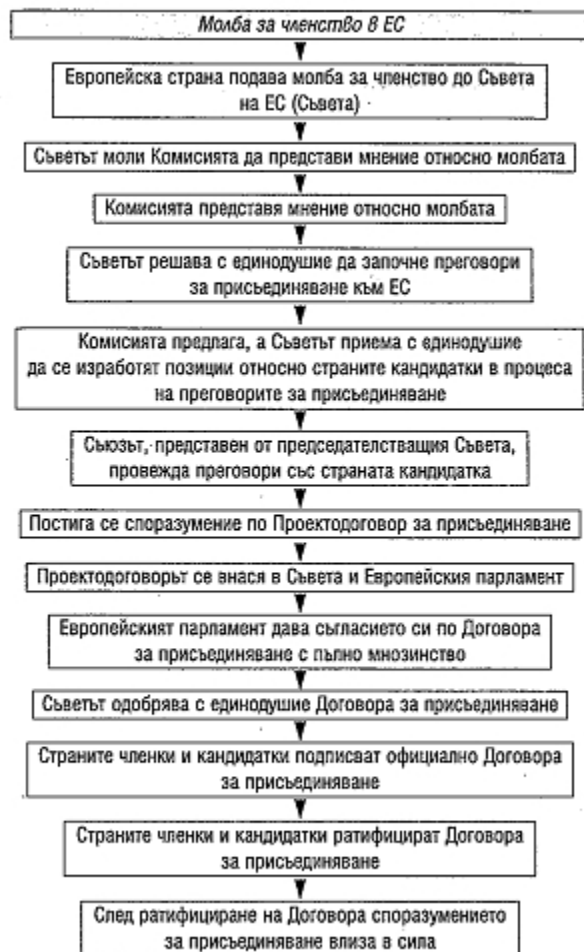 Молба за членство в ЕС
Европейска страна подава молба за членство до Съвета
на ЕС (Съвета)
Съветът моли Комисията да представи мнение относно молбата
Комисията представя мнение относно молбата
Съветът решава с единодушие да започне преговори
за присъединяване към ЕС
Комисията предлага, а Съветът приема с единодушие
да се изработят позиции относно страните кандидатки в процеса
на преговорите за присъединяване
Съюзът, представен от председателстващия Съвета,
провежда преговори със страната кандидатка
Постига се споразумение по Проектодоговор за присъединяване
Проектодоговорът се внася в Съвета и Европейския парламент
Европейският парламент дава съгласието си по Договора
за присъединяване с пълно мнозинство
Съветът одобрява с единодушие Договора за присъединяване
Страните членки и кандидатки подписват официално Договора
за присъединяване
Страните членки и кандидатки ратифицират Договора
за присъединяване
След ратифициране на Договора споразумението
за присъединяване влиза в сила